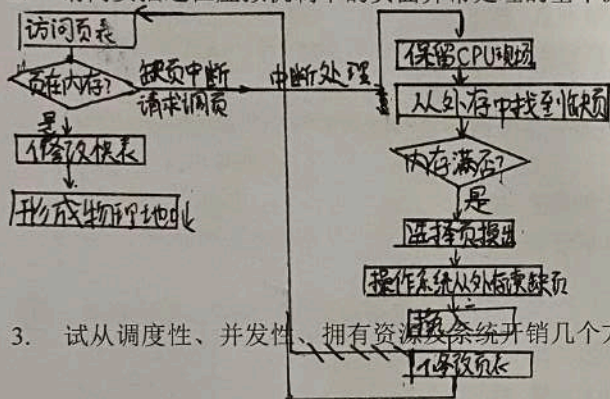 访问页表
页在内存?
缺页中断
请求调页
是
修改快表
形成物理地址
中断处理
保留CPU现场
从外存中找到缺页
内存满否?
是
选择页换出
操作系统从外存读缺页
修改页表
3. 试从调度性、并发性、拥有资源及系统开销几个方